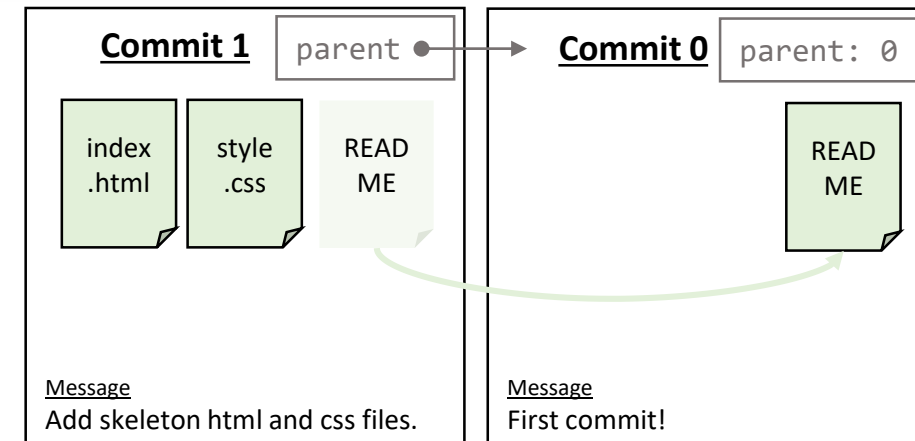 Commit 1
parent
index
.html
style
.css
READ
ME
Message
Add skeleton html and css files.
Commit 0
parent: 0
READ
ME
Message
First commit!